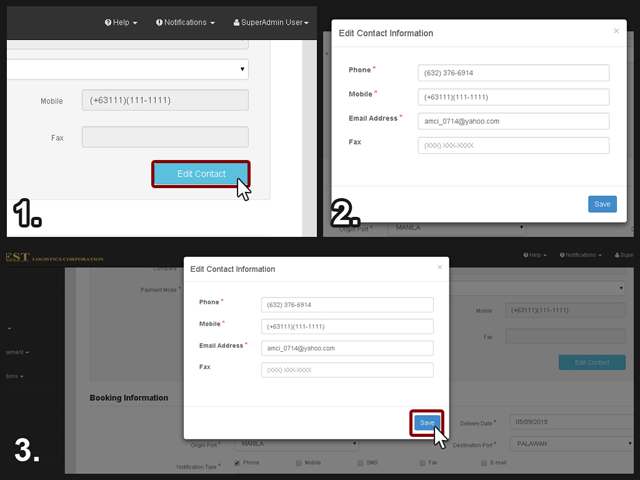 Help
Notifications
SuperAdmin User
Mobile
(+63111)(111-1111)
Fax
Edit Contact
1.
Edit Contact Information
×
Phone *
(632) 376-6914
Mobile *
(+63111)(111-1111)
Email Address *
amci_0714@yahoo.com
Fax
(XXX) XXX-XXXX
Save
Origin Port
MANILA
2.
EST LOGISTICS CORPORATION
Help
Notifications
Company
Payment Mode *
Mobile
(+63111)(111-1111)
Fax
Edit Contact
ement
tions
Edit Contact Information
×
Phone *
(632) 376-6914
Mobile *
(+63111)(111-1111)
Email Address *
amci_0714@yahoo.com
Fax
(XXX) XXX-XXXX
Save
Booking Information
Delivery Date *
05/09/2015
Origin Port *
MANILA
Destination Port *
PALAWAN
Notification Type *
Phone
Mobile
SMS
Fax
E-mail
3.